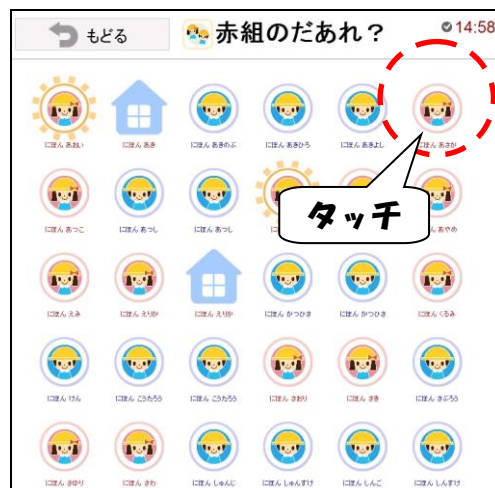 もどる
赤組のだあれ？
14:58
にほん あおい
にほん あき
にほん あきのぶ
にほん あきひろ
にほん あきよし
にほん あさが
タッチ
にほん あつこ
にほん あつし
にほん あつし
にほん あやめ
にほん えみ
にほん えりか
にほん えりか
にほん かつひさ
にほん かつひさ
にほん くるみ
にほん けん
にほん こうたろう
にほん こうたろう
にほん さおり
にほん さき
にほん さぶろう
にほん さゆり
にほん さわ
にほん しゅんじ
にほん しゅんすけ
にほん しんご
にほん しんすけ